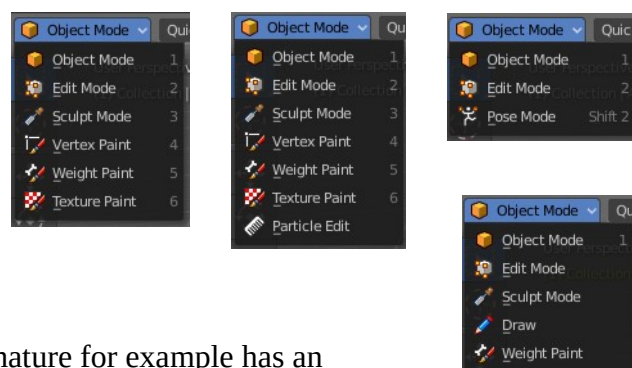 Object Mode Qui
Object Mode 1
Edit Mode 2
Sculpt Mode 3
Vertex Paint 4
Weight Paint 5
Texture Paint 6
Object Mode Qu
Object Mode 1
Edit Mode 2
Sculpt Mode 3
Vertex Paint 4
Weight Paint 5
Texture Paint 6
Particle Edit
Object Mode Quic
Object Mode 1
Edit Mode 2
Pose Mode Shift 2
Object Mode Qu
Object Mode 1
Edit Mode
Sculpt Mode
Draw
Weight Paint
nature for example has an